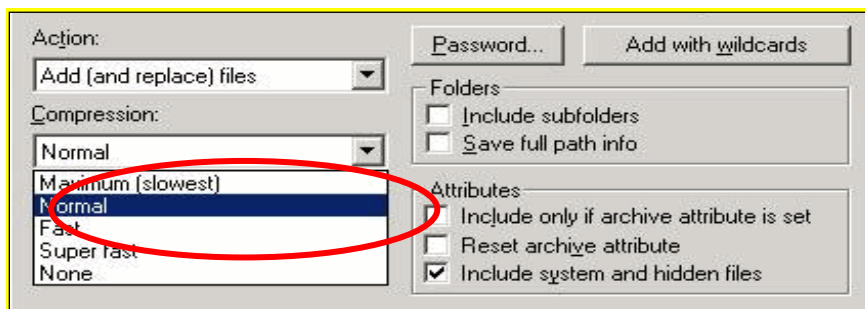 Action:
Add (and replace) files
Compression:
Normal
Maximum (slowest)
Normal
Fast
Super fast
None
Password...
Add with wildcards
Folders
Include subfolders
Save full path info
Attributes
Include only if archive attribute is set
Reset archive attribute
Include system and hidden files